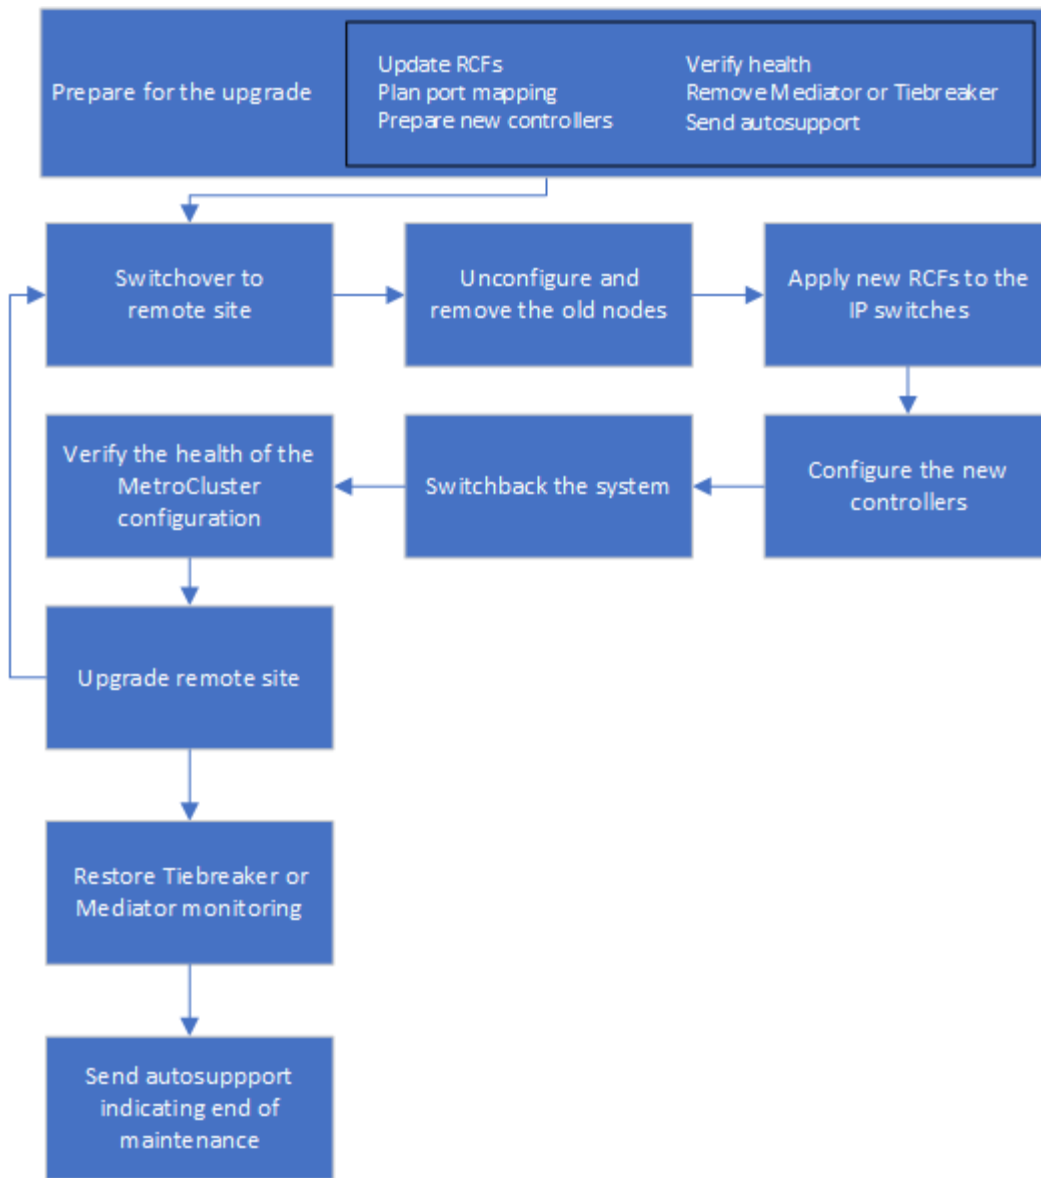 Prepare for the upgrade
Update RCFs
Plan port mapping
Prepare new controllers
Verify health
Remove Mediator or Tiebreaker
Send autosupport
Switchover to
remote site
Unconfigure and
remove the old nodes
Apply new RCFs to the
IP switches
Configure the new
controllers
Switchback the system
Verify the health of the
MetroCluster
configuration
Upgrade remote site
Restore Tiebreaker or
Mediator monitoring
Send autosuppport
indicating end of
maintenance